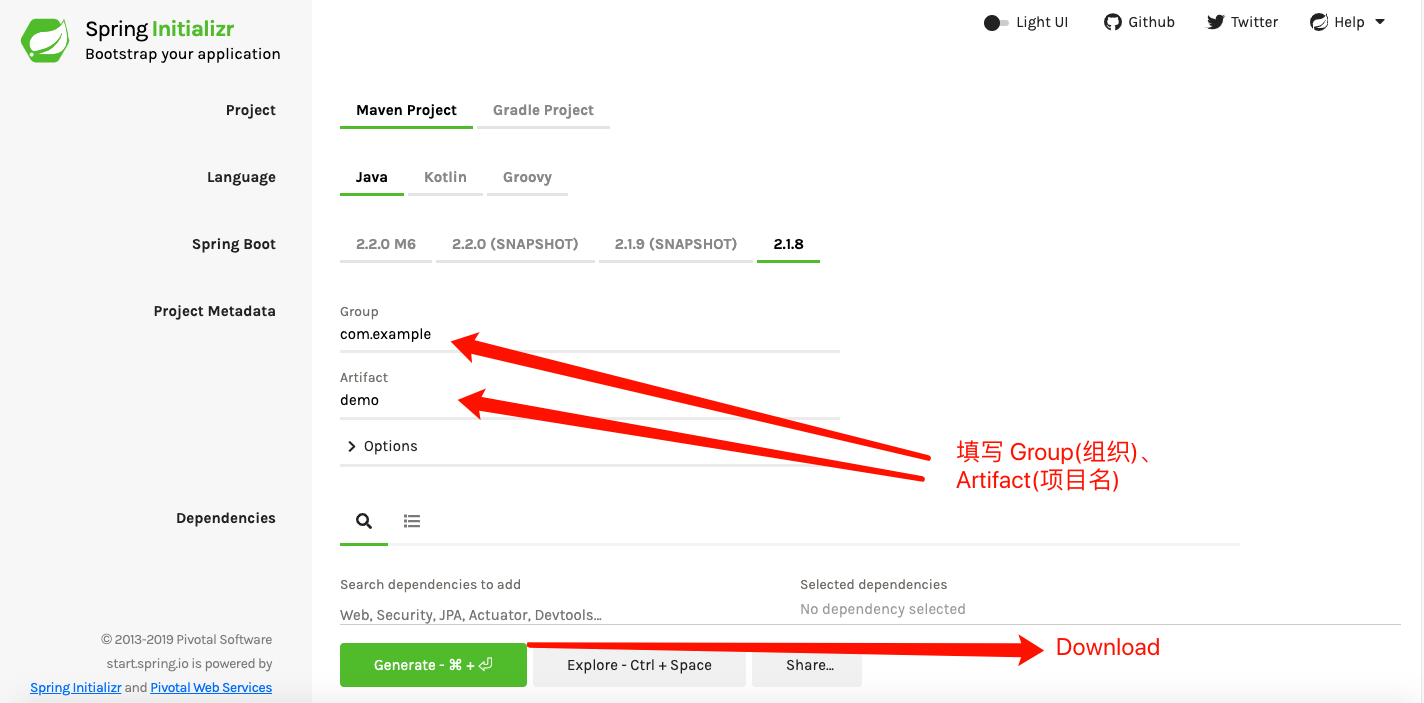 Spring Initializr
Bootstrap your application
Light UI
Github
Twitter
Help
Project
Maven Project
Gradle Project
Language
Java
Kotlin
Groovy
Spring Boot
2.2.0 M6
2.2.0 (SNAPSHOT)
2.1.9 (SNAPSHOT)
2.1.8
Project Metadata
Group
com.example
Artifact
demo
Options
填写 Group(组织)、
Artifact(项目名)
Dependencies
Search dependencies to add
Web, Security, JPA, Actuator, Devtools...
Selected dependencies
No dependency selected
Generate - ⌘ + ⏎
Explore - Ctrl + Space
Share...
Download
© 2013-2019 Pivotal Software
start.spring.io is powered by
Spring Initializr and Pivotal Web Services